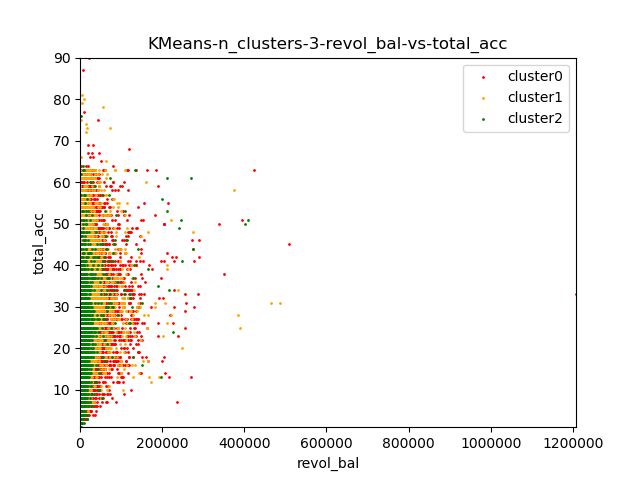 KMeans-n_clusters-3-revol_bal-vs-total_acc
cluster0
cluster1
cluster2
90
80
70
60
50
40
30
20
10
total_acc
0
200000
400000
600000
800000
1000000
1200000
revol_bal